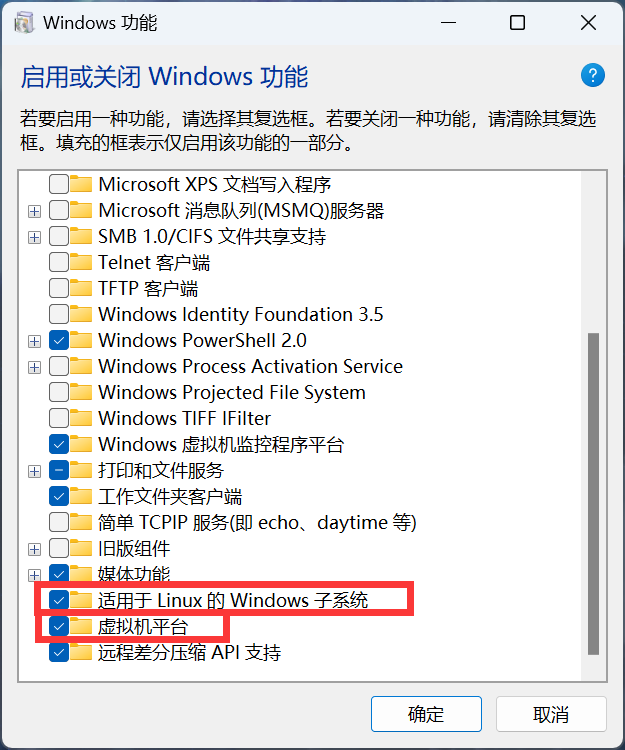 Windows 功能
启用或关闭 Windows 功能
若要启用一种功能，请选择其复选框。若要关闭一种功能，请清除其复选
框。填充的框表示仅启用该功能的一部分。
Microsoft XPS 文档写入程序
Microsoft 消息队列(MSMQ)服务器
SMB 1.0/CIFS 文件共享支持
Telnet 客户端
TFTP 客户端
Windows Identity Foundation 3.5
Windows PowerShell 2.0
Windows Process Activation Service
Windows Projected File System
Windows TIFF IFilter
Windows 虚拟机监控程序平台
打印和文件服务
工作文件夹客户端
简单 TCPIP 服务(即 echo、daytime 等)
旧版组件
媒体功能
适用于 Linux 的 Windows 子系统
虚拟机平台
远程差分压缩 API 支持
确定 取消